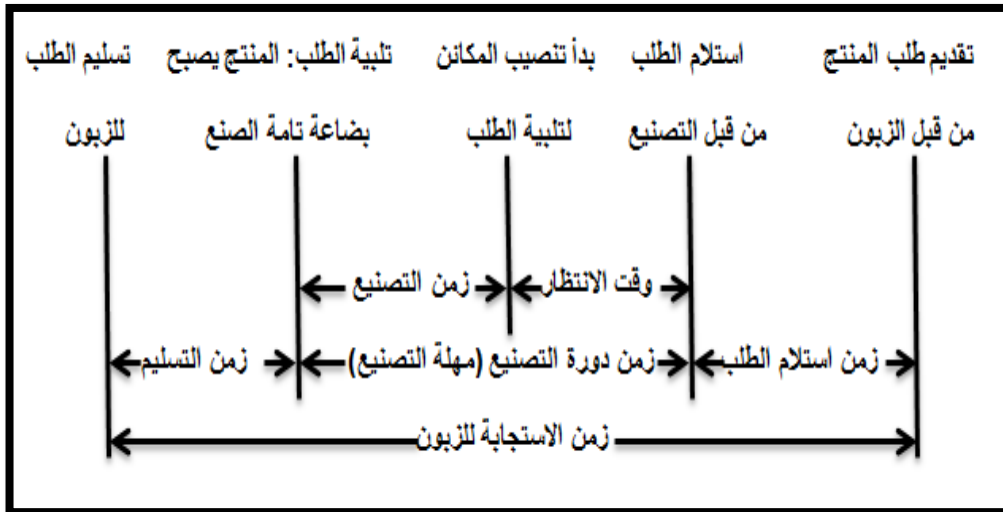 تقديم طلب المنتج
من قبل الزبون
استلام الطلب
من قبل التصنيع
بدأ تنصيب المكائن
لتلبية الطلب
تلبية الطلب: المنتج يصبح
بضاعة تامة الصنع
تسليم الطلب
للزبون
وقت الانتظار
زمن التصنيع
زمن استلام الطلب
زمن دورة التصنيع (مهلة التصنيع)
زمن التسليم
زمن الاستجابة للزبون